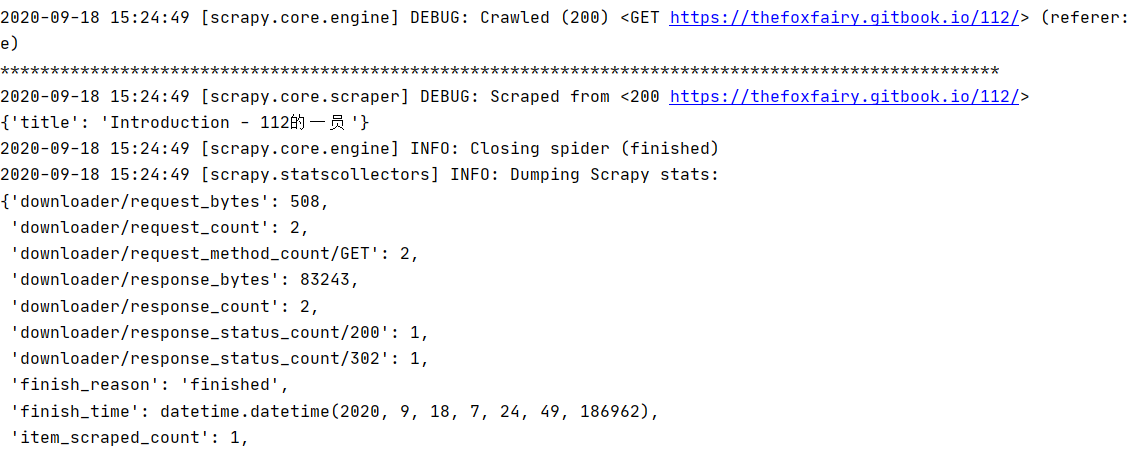 2020-09-18 15:24:49 [scrapy.core.engine] DEBUG: Crawled (200) <GET https://thefoxfairy.gitbook.io/112/> (referer:
e)
****************************************************************************************************
2020-09-18 15:24:49 [scrapy.core.scraper] DEBUG: Scraped from <200 https://thefoxfairy.gitbook.io/112/>
{'title': 'Introduction - 112的一员'}
2020-09-18 15:24:49 [scrapy.core.engine] INFO: Closing spider (finished)
2020-09-18 15:24:49 [scrapy.statscollectors] INFO: Dumping Scrapy stats:
{'downloader/request_bytes': 508,
 'downloader/request_count': 2,
 'downloader/request_method_count/GET': 2,
 'downloader/response_bytes': 83243,
 'downloader/response_count': 2,
 'downloader/response_status_count/200': 1,
 'downloader/response_status_count/302': 1,
 'finish_reason': 'finished',
 'finish_time': datetime.datetime(2020, 9, 18, 7, 24, 49, 186962),
 'item_scraped_count': 1,